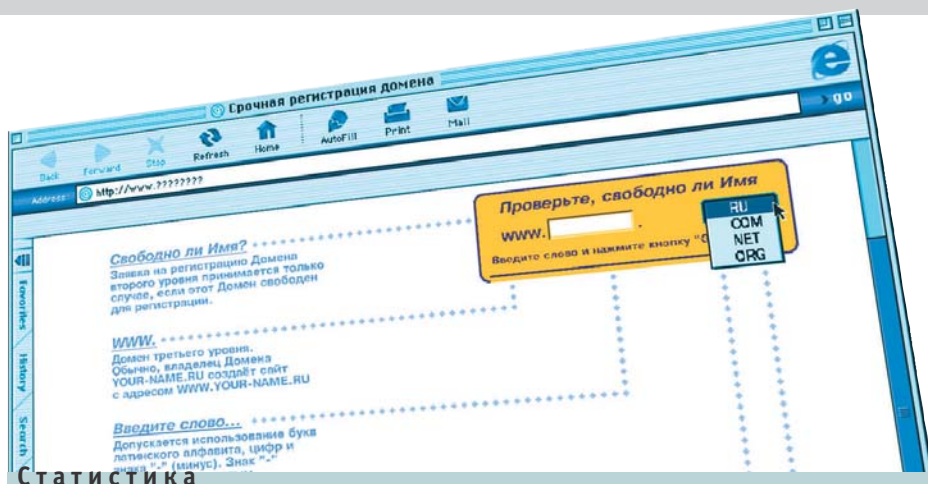 Срочная регистрация домена
Back Forward Stop Refresh Home AutoFill Print Mail
Address: http://www.???????? go
Favorites
History
Search
Проверьте, свободно ли Имя
www. .
Введите слово и нажмите кнопку "
RU
COM
NET
ORG
Свободно ли Имя?
Заявка на регистрацию Домена
второго уровня принимается только
случае, если этот Домен свободен
для регистрации.
WWW.
Домен третьего уровня.
Обычно, владелец Домена
YOUR-NAME.RU создаёт сайт
с адресом WWW.YOUR-NAME.RU
Введите слово...
Допускается использование букв
латинского алфавита, цифр и
знака "-" (минус). Знак "-"
Статистика